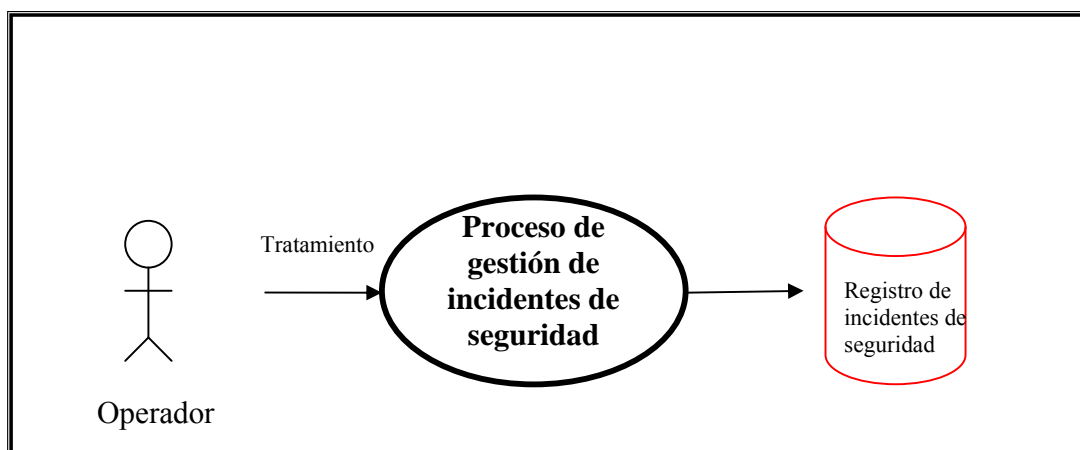 Tratamiento
Proceso de
gestión de
incidentes de
seguridad
Registro de
incidentes de
seguridad
Operador